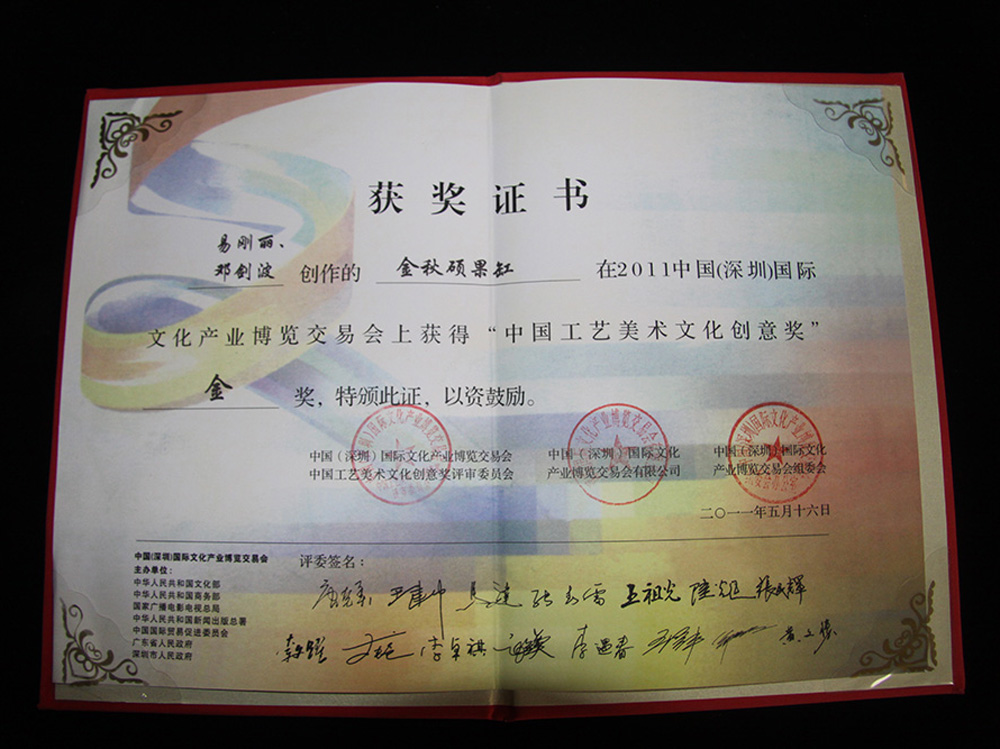 获奖证书
易刚丽、
邓剑波 创作的 金秋硕果缸 在2011中国(深圳)国际
文化产业博览交易会上获得“中国工艺美术文化创意奖”
金 奖，特颁此证，以资鼓励。
中国（深圳）国际文化产业博览交易会
中国工艺美术文化创意奖评审委员会
中国（深圳）国际文化
产业博览交易会有限公司
中国（深圳）国际文化
产业博览交易会组委会
二〇一一年五月十六日
中国(深圳)国际文化产业博览交易会
主办单位：
中华人民共和国文化部
中华人民共和国商务部
国家广播电影电视总局
中华人民共和国新闻出版总署
中国国际贸易促进委员会
广东省人民政府
深圳市人民政府
评委签名：
王祖光
李卓祺 李遇春